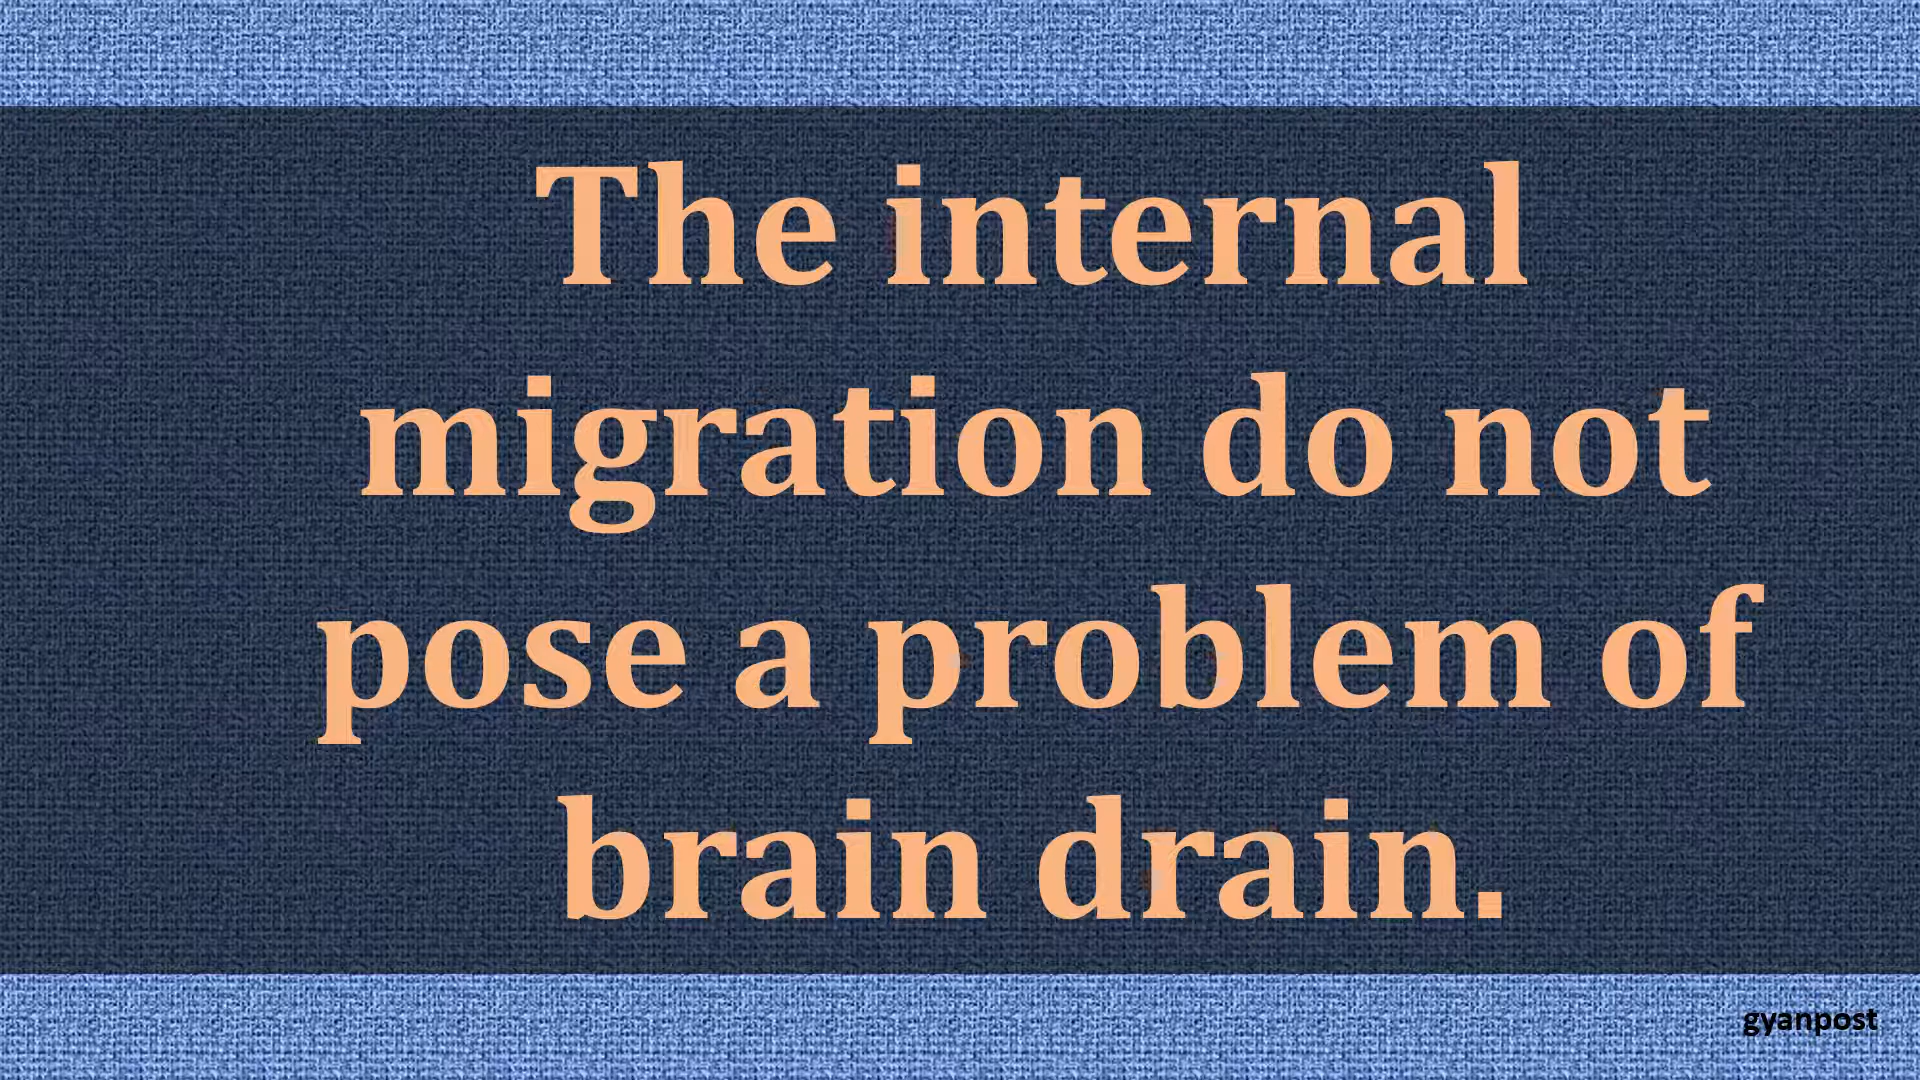 The internal
migration do not
pose a problem of
brain drain.
gyanpost